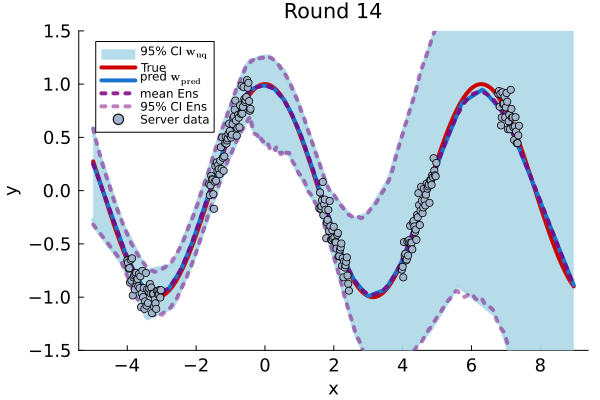 Round 14
95% CI w_uq
True
pred w_pred
mean Ens
95% CI Ens
Server data
y
1.5
1.0
0.5
0.0
−0.5
−1.0
−1.5
−4 −2 0 2 4 6 8
x